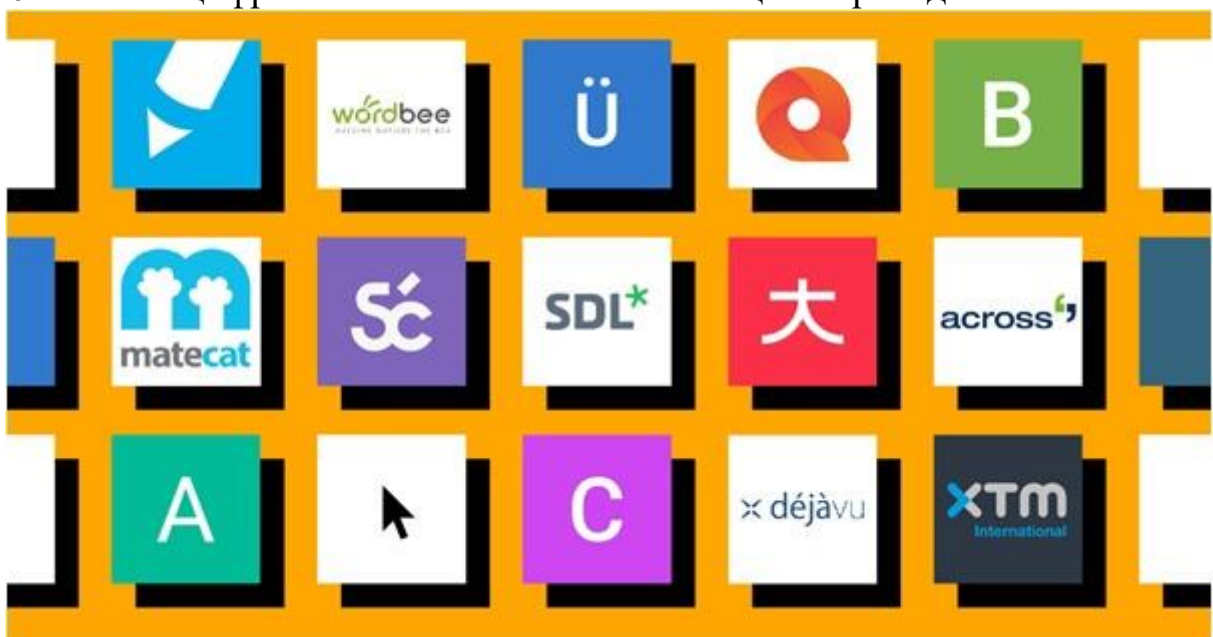 wordbee
Ü
B
matecat
Sć
SDL*
大
across
A
C
déjàvu
XTM
International